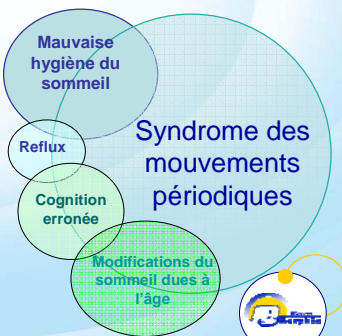 Mauvaise
hygiène du
sommeil
Reflux
Cognition
erronée
Modifications du
sommeil dues à
l'âge
Syndrome des
mouvements
périodiques